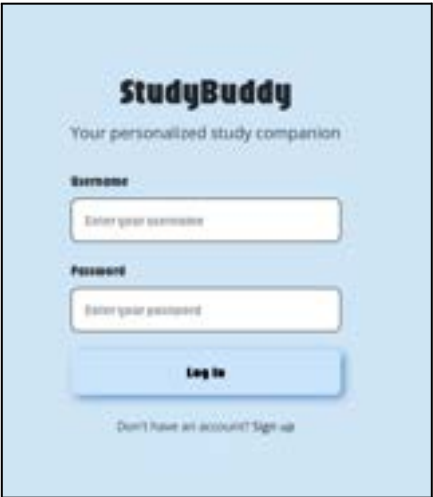 StudyBuddy
Your personalized study companion
Username
Enter your username
Password
Enter your password
Log In
Don't have an account? Sign up